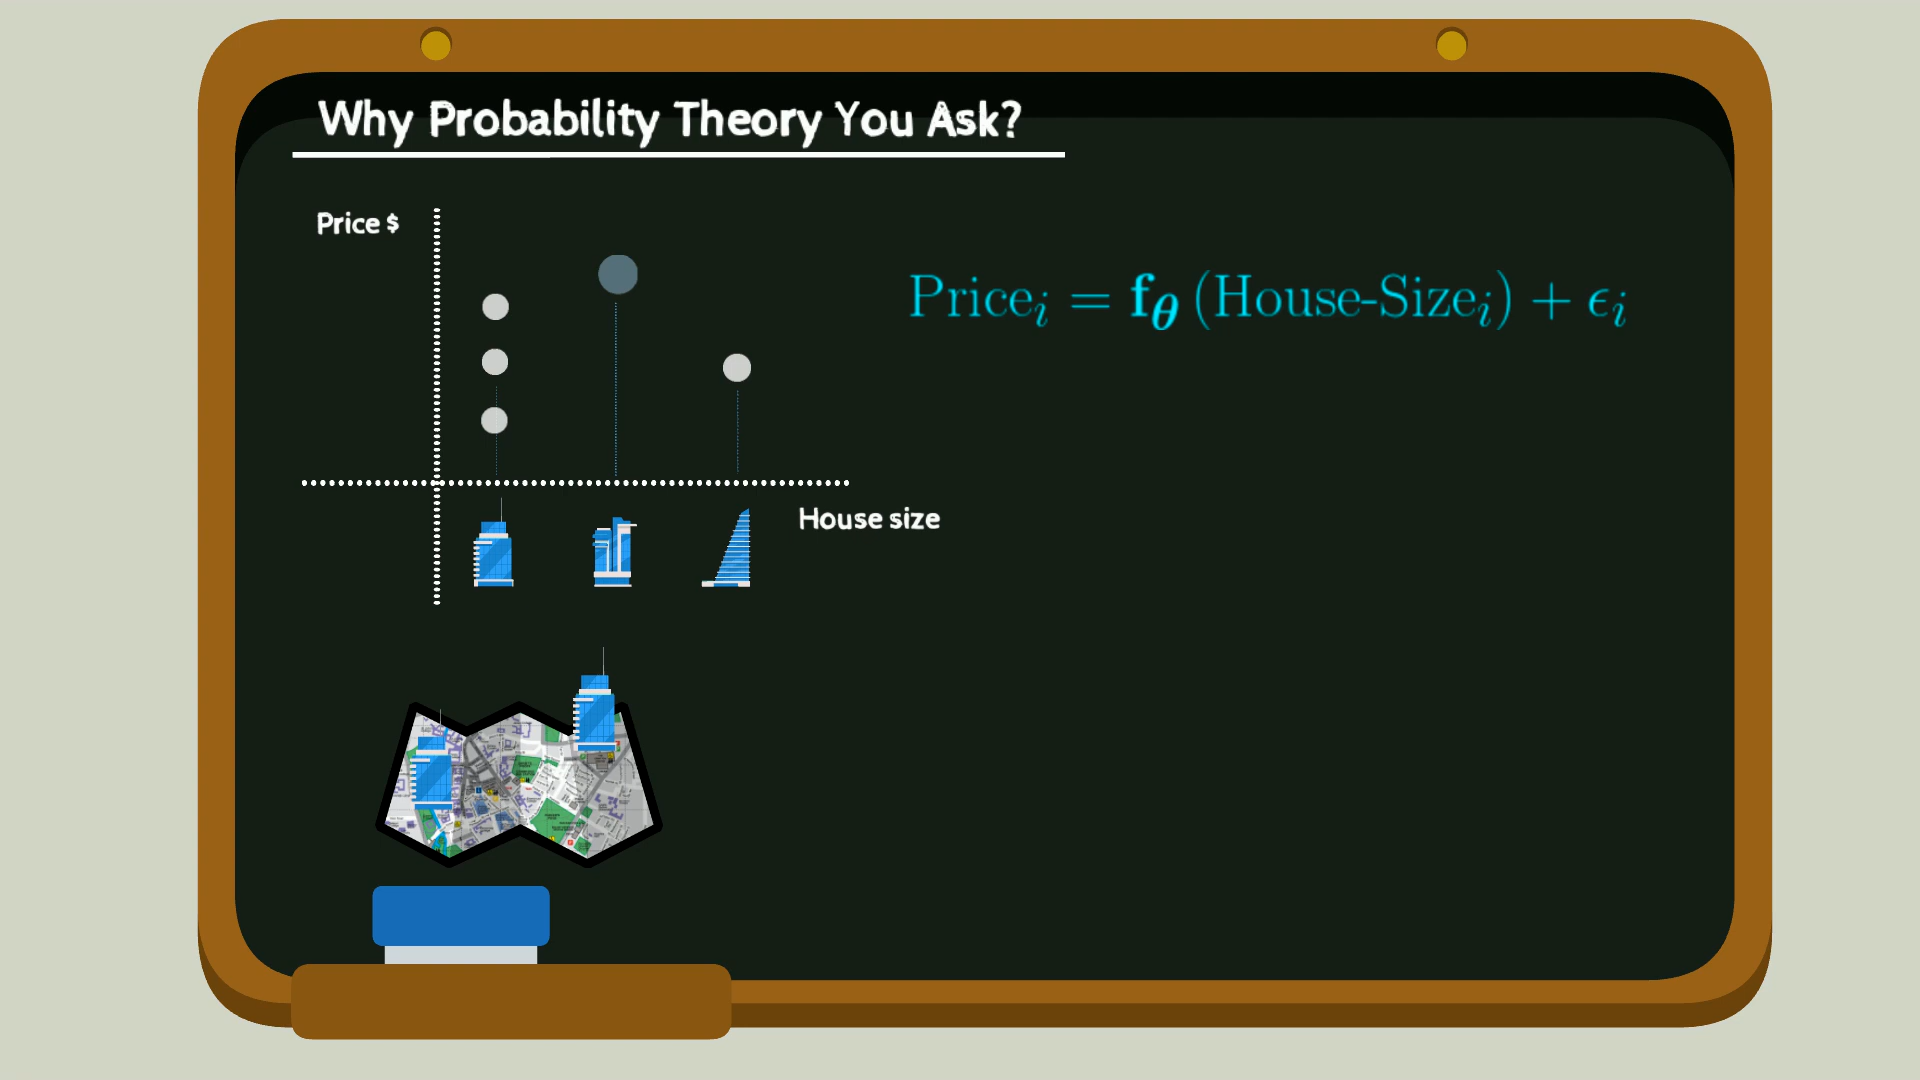 Why Probability Theory You Ask?
Price $
Price_i = f_θ (House-Size_i) + ϵ_i
House size